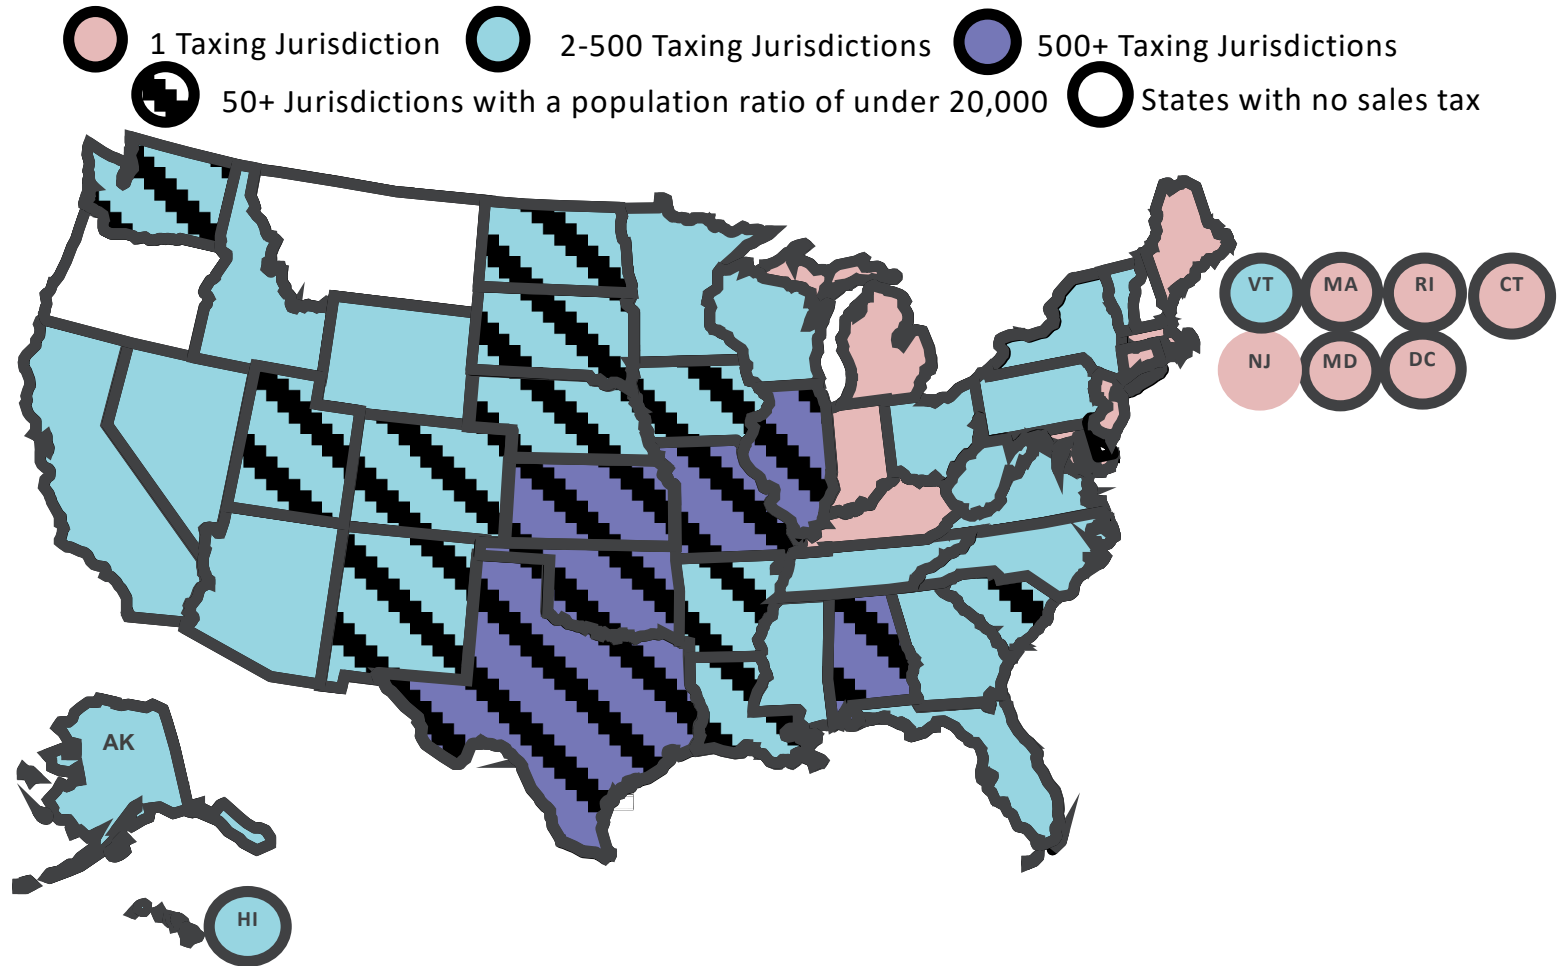 1 Taxing Jurisdiction
2-500 Taxing Jurisdictions
500+ Taxing Jurisdictions
50+ Jurisdictions with a population ratio of under 20,000
States with no sales tax
VT
MA
RI
CT
NJ
MD
DC
AK
HI